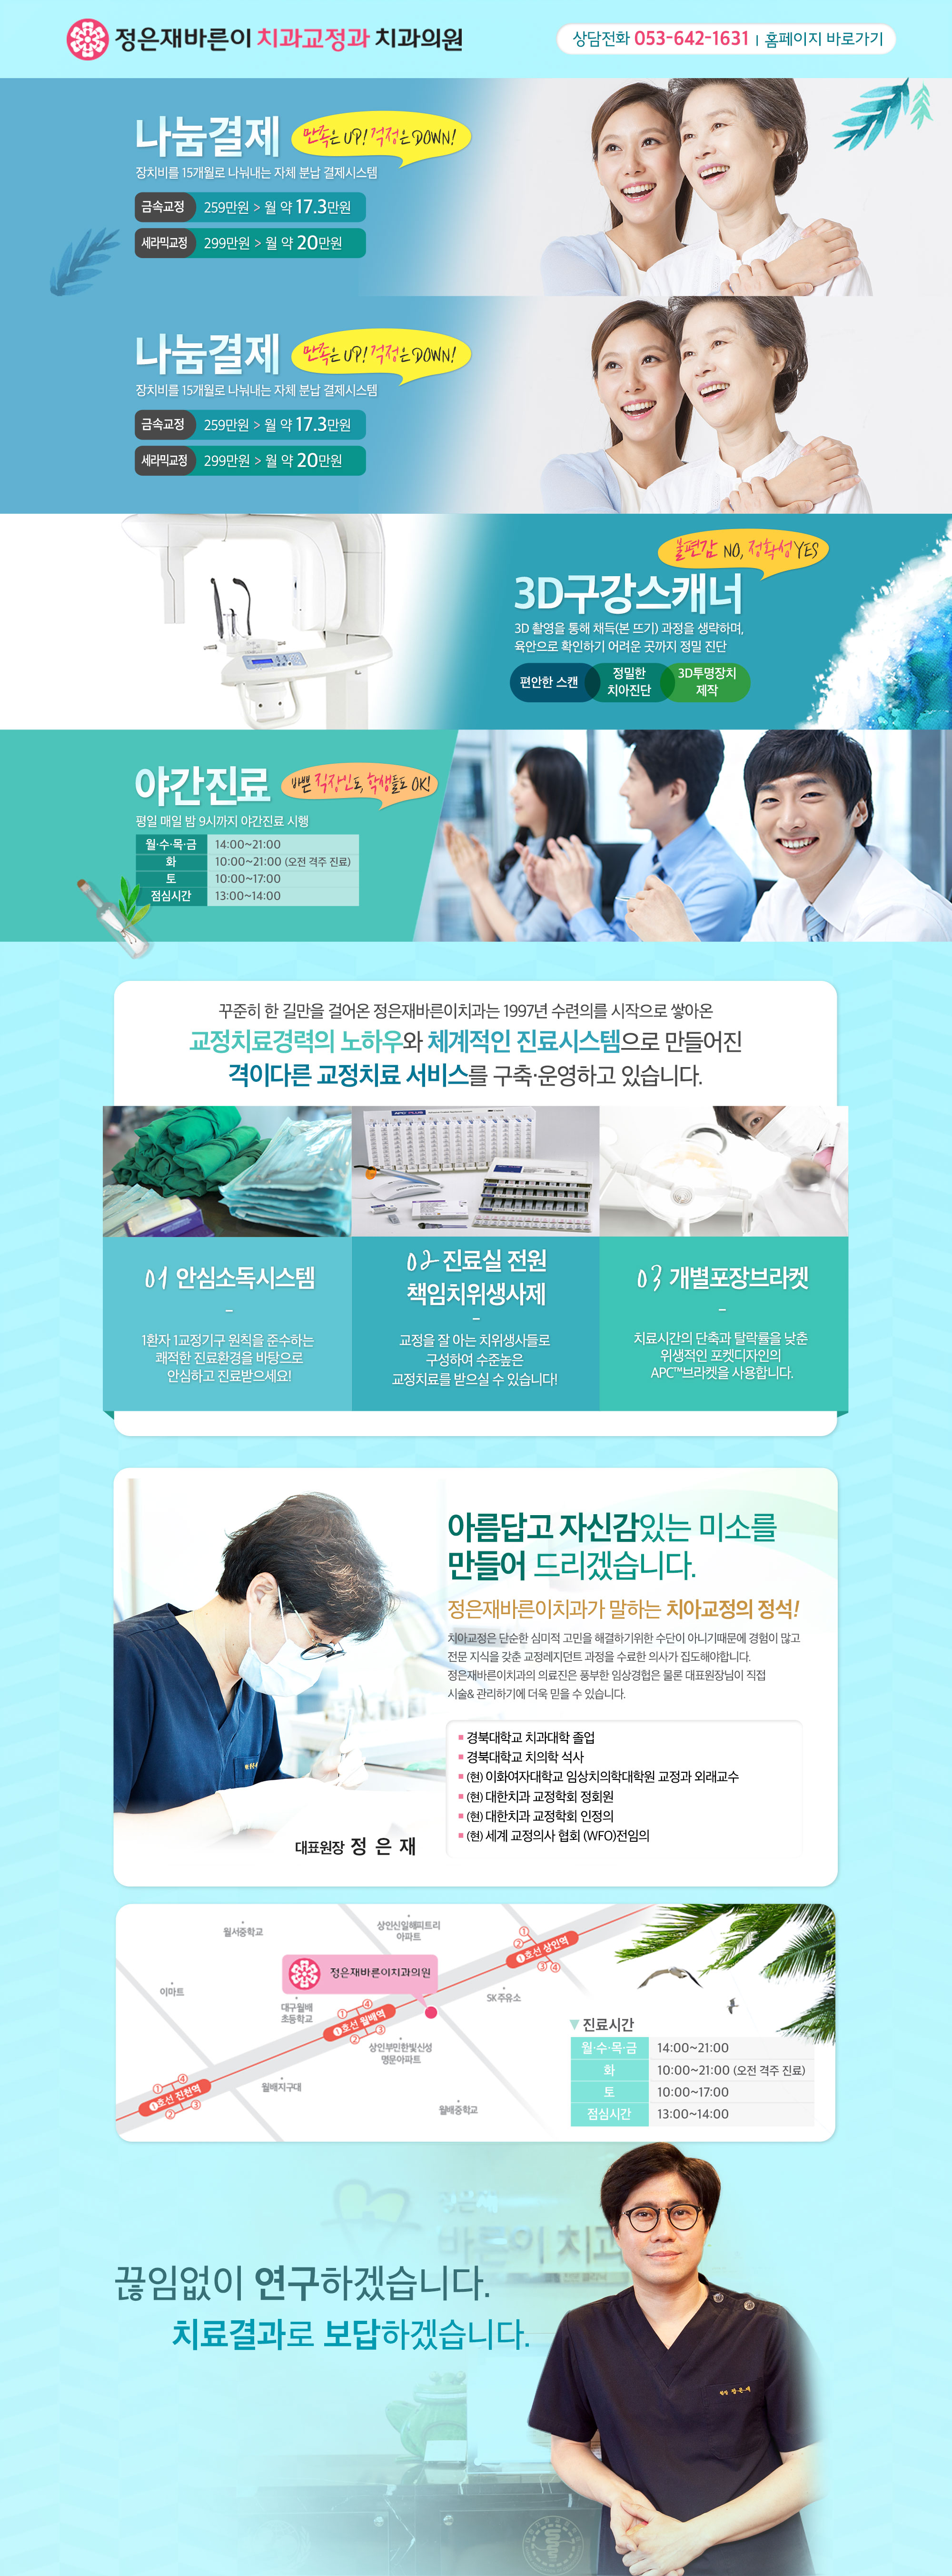 정은재바른이 치과교정과 치과의원
상담전화 053-642-1631 | 홈페이지 바로가기
나눔결제
만족은 UP! 걱정은 DOWN!
장치비를 15개월로 나눠내는 자체 분납 결제시스템
금속교정 259만원 > 월 약 17.3만원
세라믹교정 299만원 > 월 약 20만원
나눔결제
만족은 UP! 걱정은 DOWN!
장치비를 15개월로 나눠내는 자체 분납 결제시스템
금속교정 259만원 > 월 약 17.3만원
세라믹교정 299만원 > 월 약 20만원
불편감 NO, 정확성 YES
3D구강스캐너
3D 촬영을 통해 채득(본 뜨기) 과정을 생략하며,
육안으로 확인하기 어려운 곳까지 정밀 진단
편안한 스캔
정밀한
치아진단
3D투명장치
제작
야간진료
바쁜 직장인도, 학생들도 OK!
평일 매일 밤 9시까지 야간진료 시행
월·수·목·금 14:00~21:00
화 10:00~21:00 (오전 격주 진료)
토 10:00~17:00
점심시간 13:00~14:00
꾸준히 한 길만을 걸어온 정은재바른이치과는 1997년 수련의를 시작으로 쌓아온
교정치료경력의 노하우와 체계적인 진료시스템으로 만들어진
격이다른 교정치료 서비스를 구축·운영하고 있습니다.
01 안심소독시스템
1환자 1교정기구 원칙을 준수하는
쾌적한 진료환경을 바탕으로
안심하고 진료받으세요!
02 진료실 전원
책임치위생사제
교정을 잘 아는 치위생사들로
구성하여 수준높은
교정치료를 받으실 수 있습니다!
03 개별포장브라켓
치료시간의 단축과 탈락률을 낮춘
위생적인 포켓디자인의
APC™브라켓을 사용합니다.
아름답고 자신감있는 미소를
만들어 드리겠습니다.
정은재바른이치과가 말하는 치아교정의 정석!
치아교정은 단순한 심미적 고민을 해결하기위한 수단이 아니기때문에 경험이 많고
전문 지식을 갖춘 교정레지던트 과정을 수료한 의사가 집도해야합니다.
정은재바른이치과의 의료진은 풍부한 임상경험은 물론 대표원장님이 직접
시술& 관리하기에 더욱 믿을 수 있습니다.
경북대학교 치과대학 졸업
경북대학교 치의학 석사
(현) 이화여자대학교 임상치의학대학원 교정과 외래교수
(현) 대한치과 교정학회 정회원
(현) 대한치과 교정학회 인정의
(현) 세계 교정의사 협회 (WFO)전임의
대표원장 정 은 재
월서중학교
상인신일해피트리
아파트
① ② ❶호선 상인역 ③ ④
정은재바른이치과의원
이마트
대구월배
초등학교
SK주유소
① ④ ❶호선 월배역 ② ③
상인부민한빛신성
명문아파트
① ④ ❶호선 진천역 ② ③
월배지구대
월배중학교
▼ 진료시간
월·수·목·금 14:00~21:00
화 10:00~21:00 (오전 격주 진료)
토 10:00~17:00
점심시간 13:00~14:00
끊임없이 연구하겠습니다.
치료결과로 보답하겠습니다.